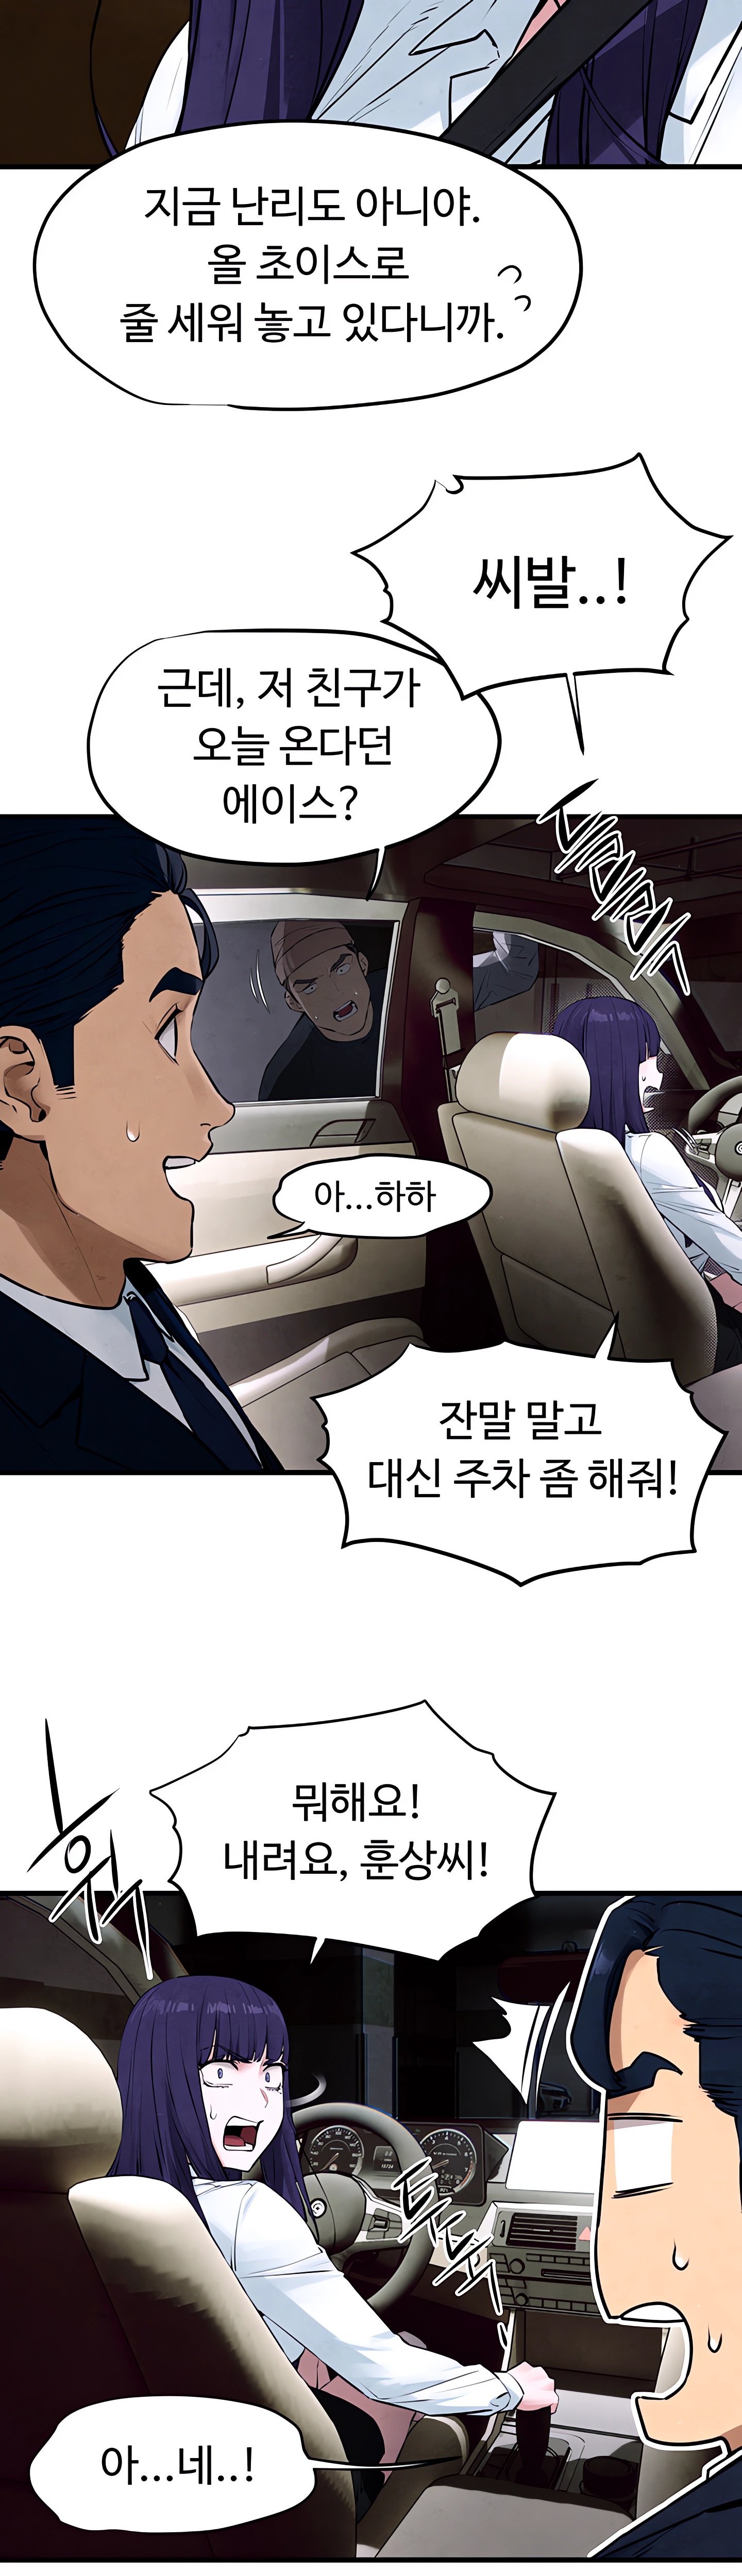 지금 난리도 아니야.
올 초이스로
줄 세워 놓고 있다니까.
씨발..!
근데, 저 친구가
오늘 온다던
에이스?
아...하하
잔말 말고
대신 주차 좀 해줘!
뭐해요!
내려요, 훈상씨!
아...네..!